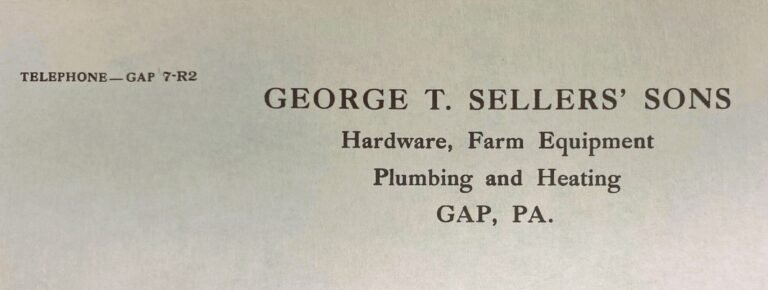 TELEPHONE—GAP 7-R2
GEORGE T. SELLERS' SONS
Hardware, Farm Equipment
Plumbing and Heating
GAP, PA.